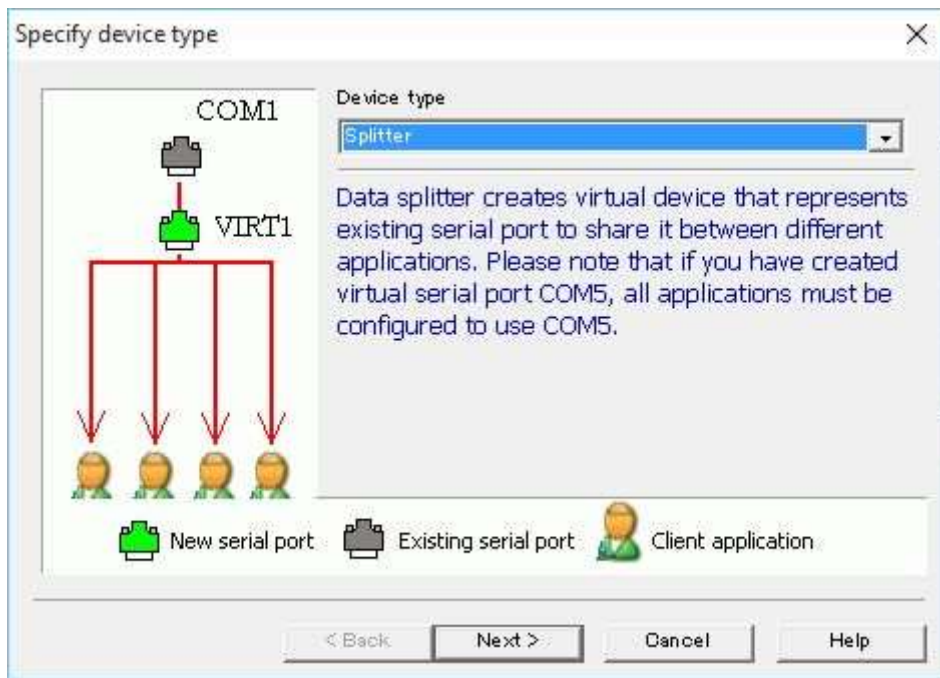 Specify device type
COM1
VIRT1
Device type
Splitter
Data splitter creates virtual device that represents
existing serial port to share it between different
applications. Please note that if you have created
virtual serial port COM5, all applications must be
configured to use COM5.
New serial port
Existing serial port
Client application
< Back
Next >
Cancel
Help